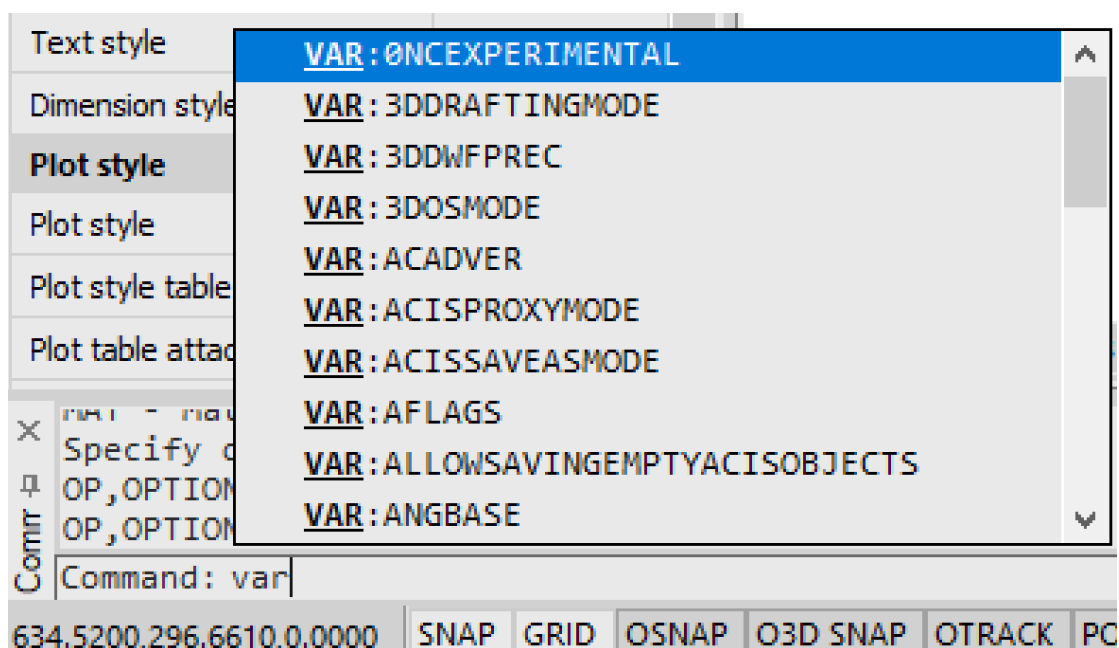 Text style
Dimension style
Plot style
Plot style
Plot style table
Plot table attac
VAR:0NCEXPERIMENTAL
VAR:3DDRAFTINGMODE
VAR:3DDWFPREC
VAR:3DOSMODE
VAR:ACADVER
VAR:ACISPROXYMODE
VAR:ACISSAVEASMODE
VAR:AFLAGS
VAR:ALLOWSAVINGEMPTYACISOBJECTS
VAR:ANGBASE
Specify
OP,OPTION
OP,OPTION
Comm
Command: var
634.5200,296.6610,0.0000 SNAP GRID OSNAP O3D SNAP OTRACK PO